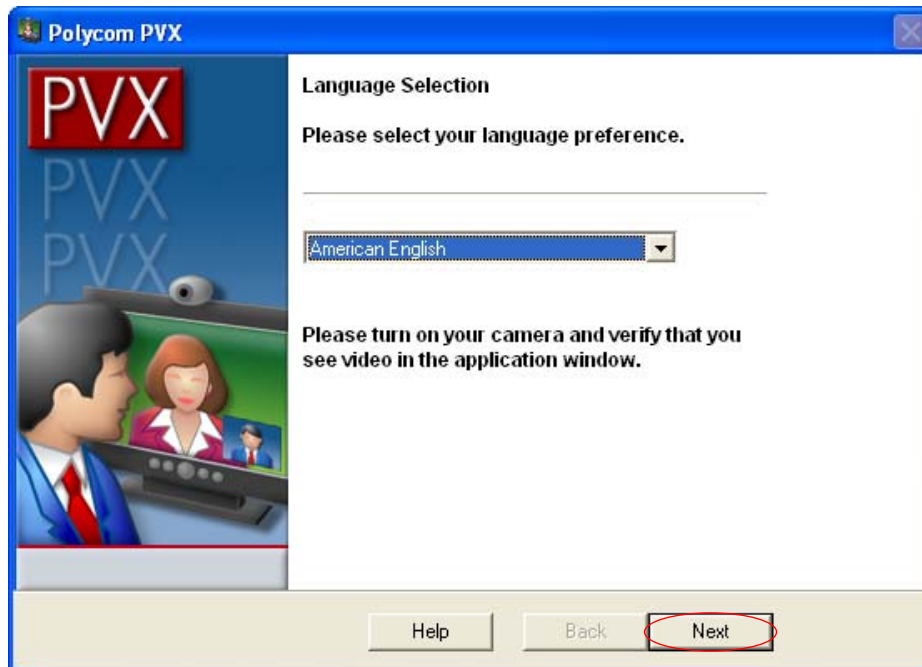 Polycom PVX
PVX
PVX
PVX
Language Selection
Please select your language preference.
American English
Please turn on your camera and verify that you
see video in the application window.
Help
Back
Next